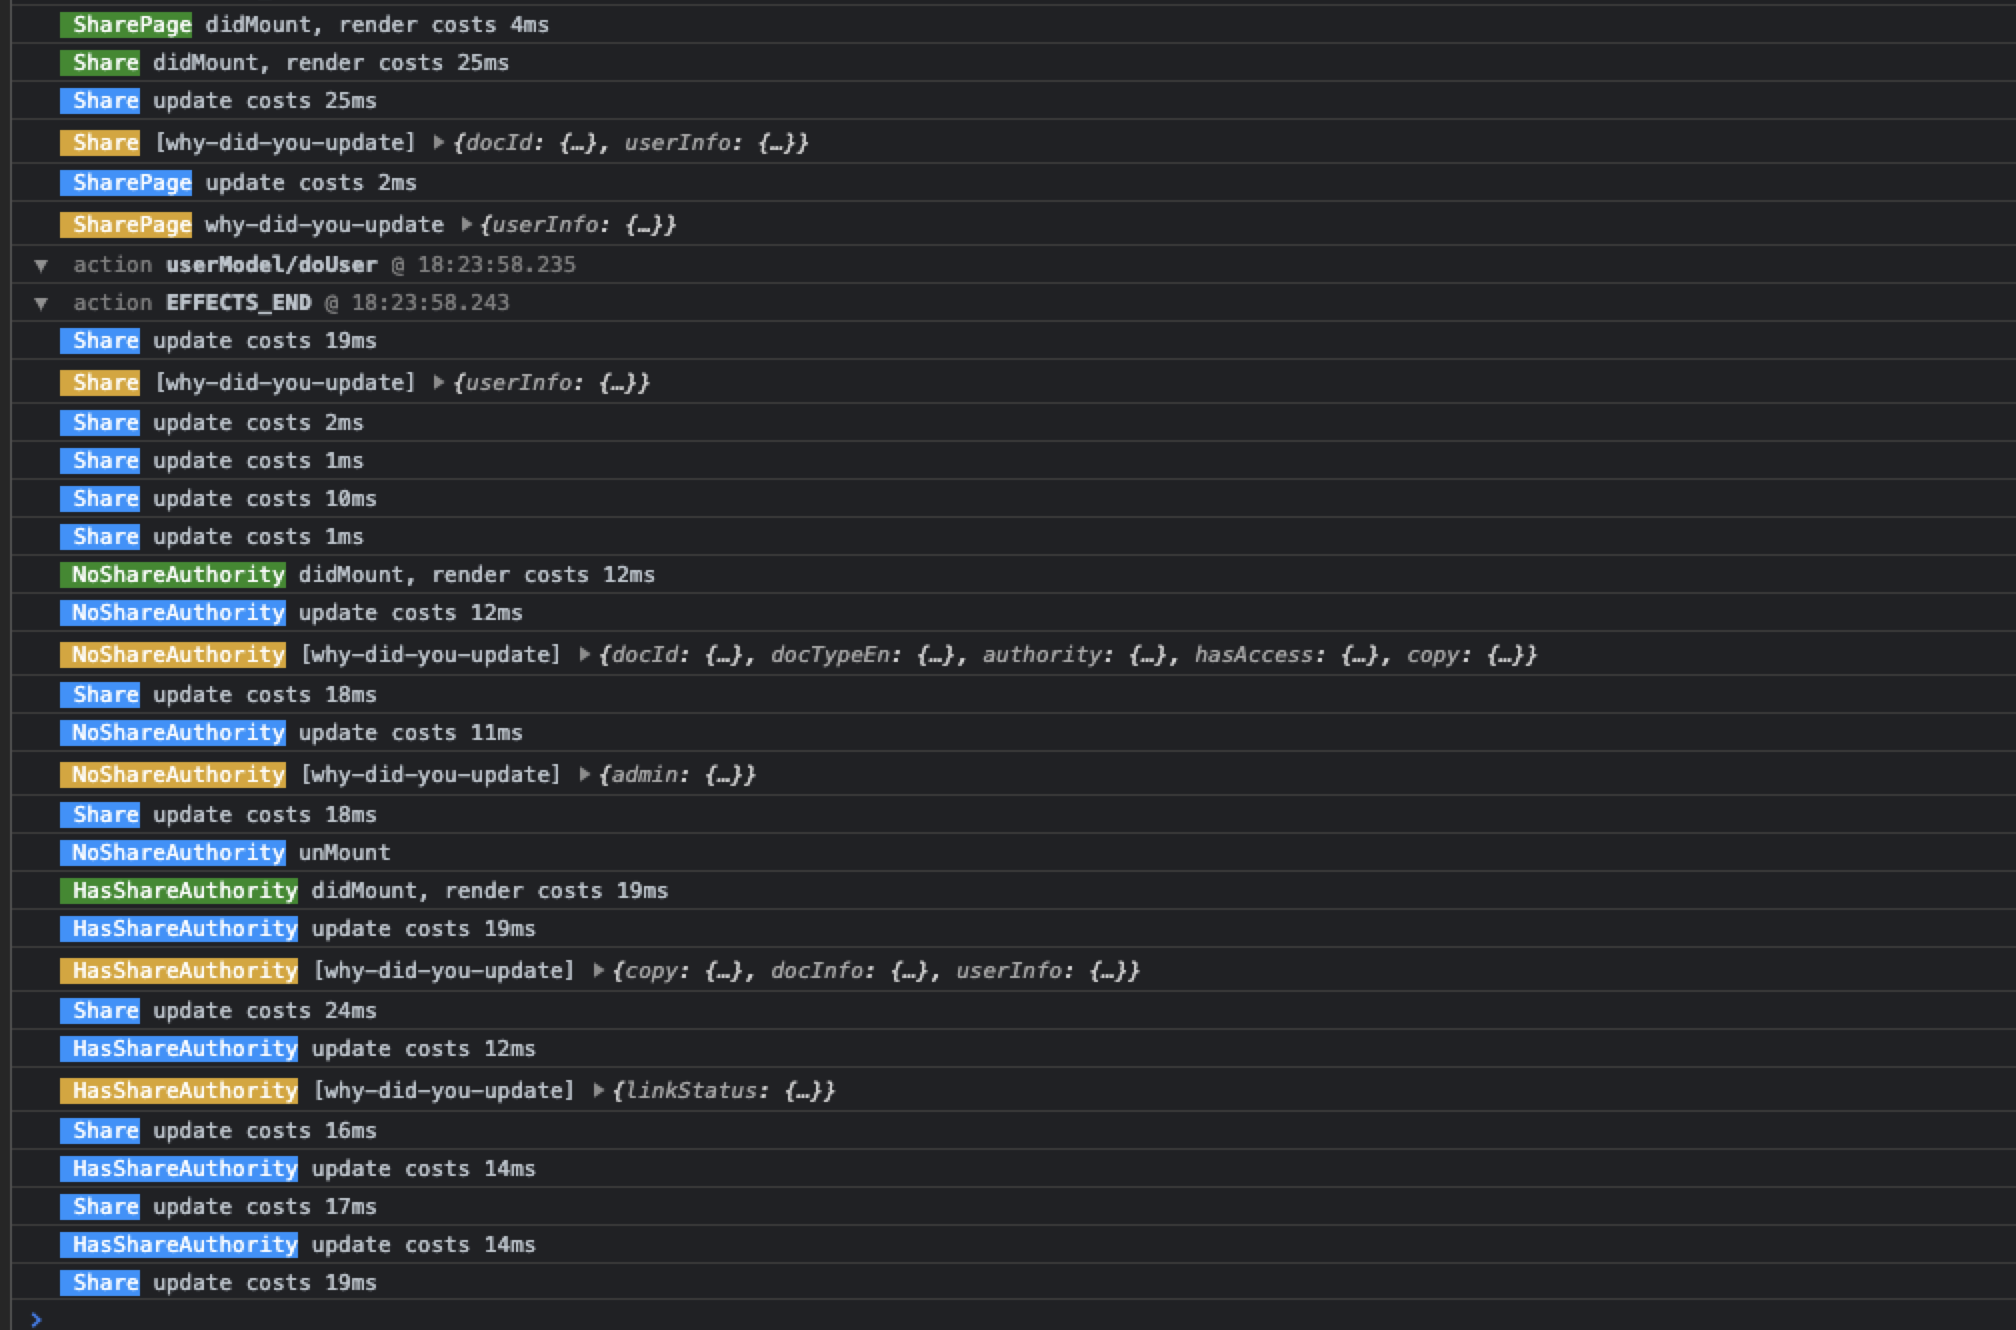 SharePage didMount, render costs 4ms
Share didMount, render costs 25ms
Share update costs 25ms
Share [why-did-you-update] ▶{docId: {…}, userInfo: {…}}
SharePage update costs 2ms
SharePage why-did-you-update ▶{userInfo: {…}}
▼ action userModel/doUser @ 18:23:58.235
▼ action EFFECTS_END @ 18:23:58.243
Share update costs 19ms
Share [why-did-you-update] ▶{userInfo: {…}}
Share update costs 2ms
Share update costs 1ms
Share update costs 10ms
Share update costs 1ms
NoShareAuthority didMount, render costs 12ms
NoShareAuthority update costs 12ms
NoShareAuthority [why-did-you-update] ▶{docId: {…}, docTypeEn: {…}, authority: {…}, hasAccess: {…}, copy: {…}}
Share update costs 18ms
NoShareAuthority update costs 11ms
NoShareAuthority [why-did-you-update] ▶{admin: {…}}
Share update costs 18ms
NoShareAuthority unMount
HasShareAuthority didMount, render costs 19ms
HasShareAuthority update costs 19ms
HasShareAuthority [why-did-you-update] ▶{copy: {…}, docInfo: {…}, userInfo: {…}}
Share update costs 24ms
HasShareAuthority update costs 12ms
HasShareAuthority [why-did-you-update] ▶{linkStatus: {…}}
Share update costs 16ms
HasShareAuthority update costs 14ms
Share update costs 17ms
HasShareAuthority update costs 14ms
Share update costs 19ms
>